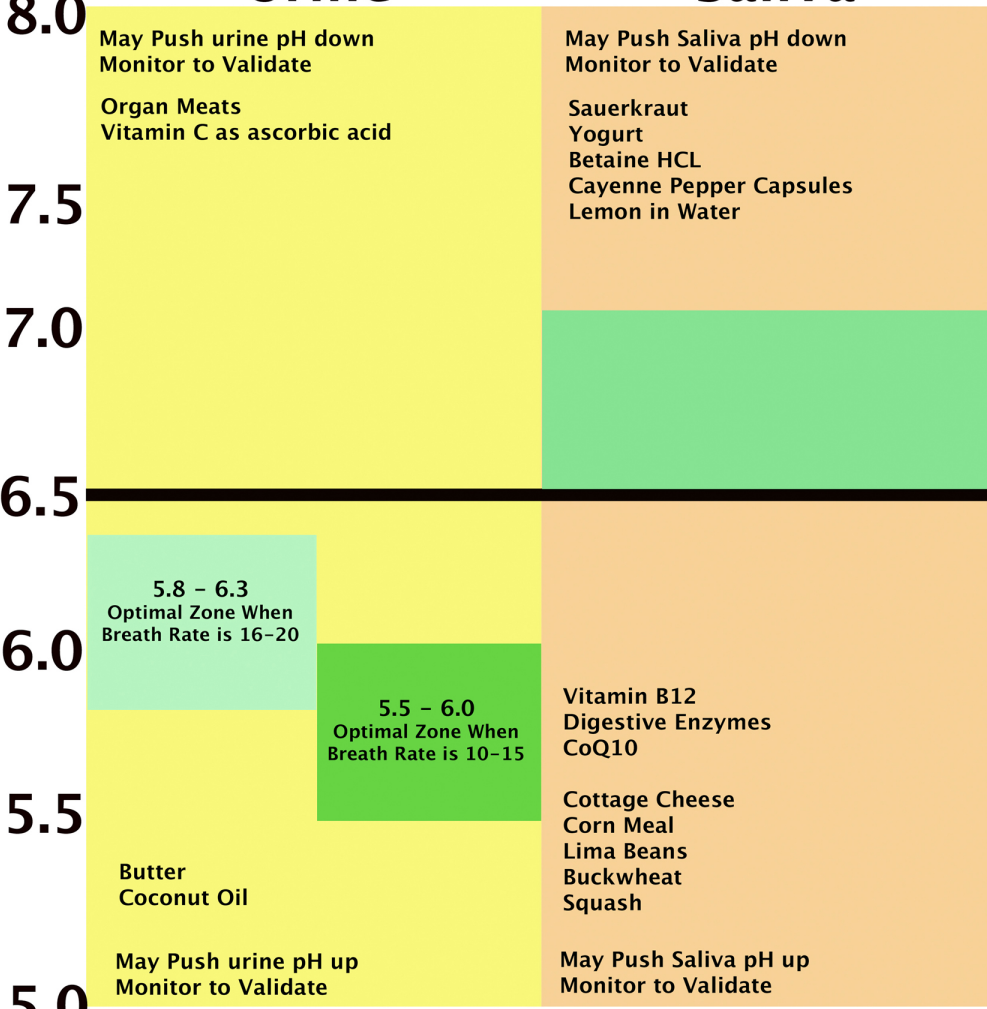 8.0
May Push urine pH down
Monitor to Validate
Organ Meats
Vitamin C as ascorbic acid
May Push Saliva pH down
Monitor to Validate
Sauerkraut
Yogurt
Betaine HCL
Cayenne Pepper Capsules
Lemon in Water
7.5
7.0
6.5
5.8 – 6.3
Optimal Zone When
Breath Rate is 16–20
6.0
5.5 – 6.0
Optimal Zone When
Breath Rate is 10–15
5.5
Butter
Coconut Oil
May Push urine pH up
Monitor to Validate
Vitamin B12
Digestive Enzymes
CoQ10
Cottage Cheese
Corn Meal
Lima Beans
Buckwheat
Squash
May Push Saliva pH up
Monitor to Validate
5.0